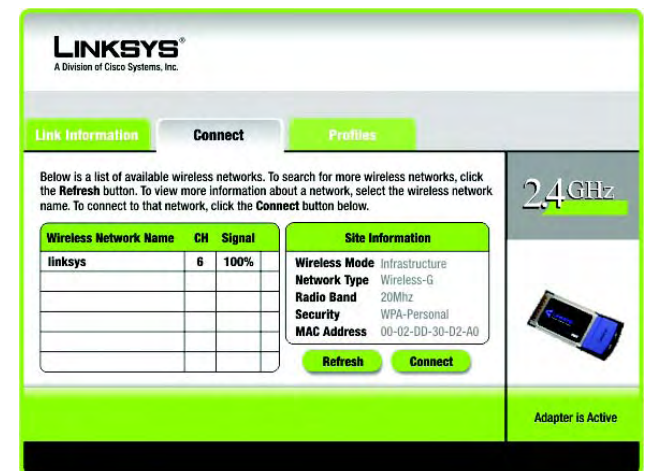 LINKSYS®
A Division of Cisco Systems, Inc.
Link Information Connect Profiles
Below is a list of available wireless networks. To search for more wireless networks, click
the Refresh button. To view more information about a network, select the wireless network
name. To connect to that network, click the Connect button below.
2.4GHz
Wireless Network Name CH Signal
linksys 6 100%
Site Information
Wireless Mode Infrastructure
Network Type Wireless-G
Radio Band 20Mhz
Security WPA-Personal
MAC Address 00-02-DD-30-D2-A0
Refresh Connect
Adapter is Active